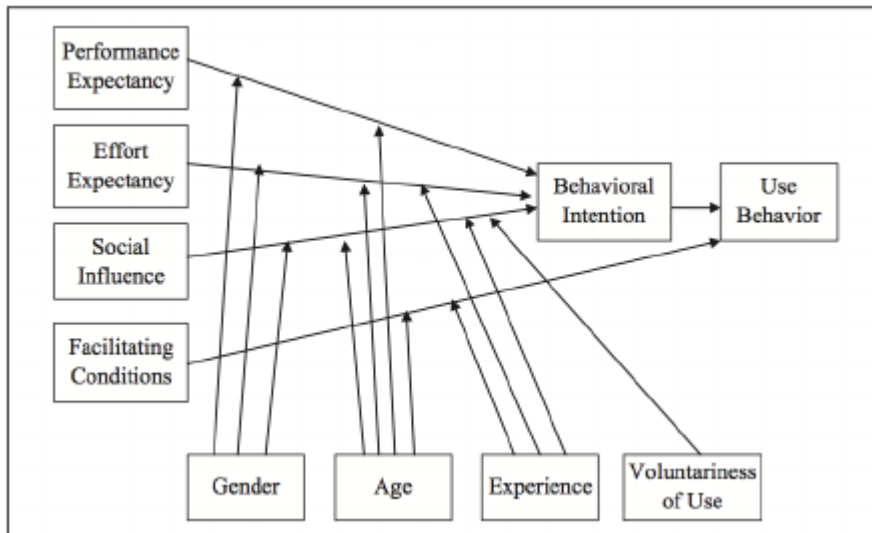 Performance
Expectancy
Effort
Expectancy
Social
Influence
Facilitating
Conditions
Behavioral
Intention
Use
Behavior
Gender
Age
Experience
Voluntariness
of Use